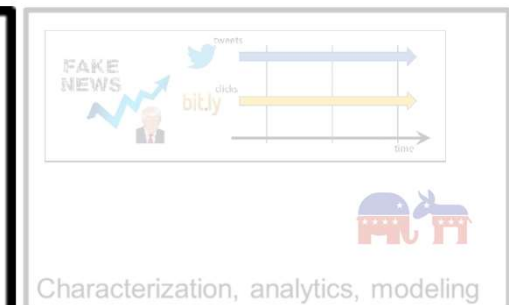 tweets
FAKE
NEWS
clicks
bit.ly
time
Characterization, analytics, modeling